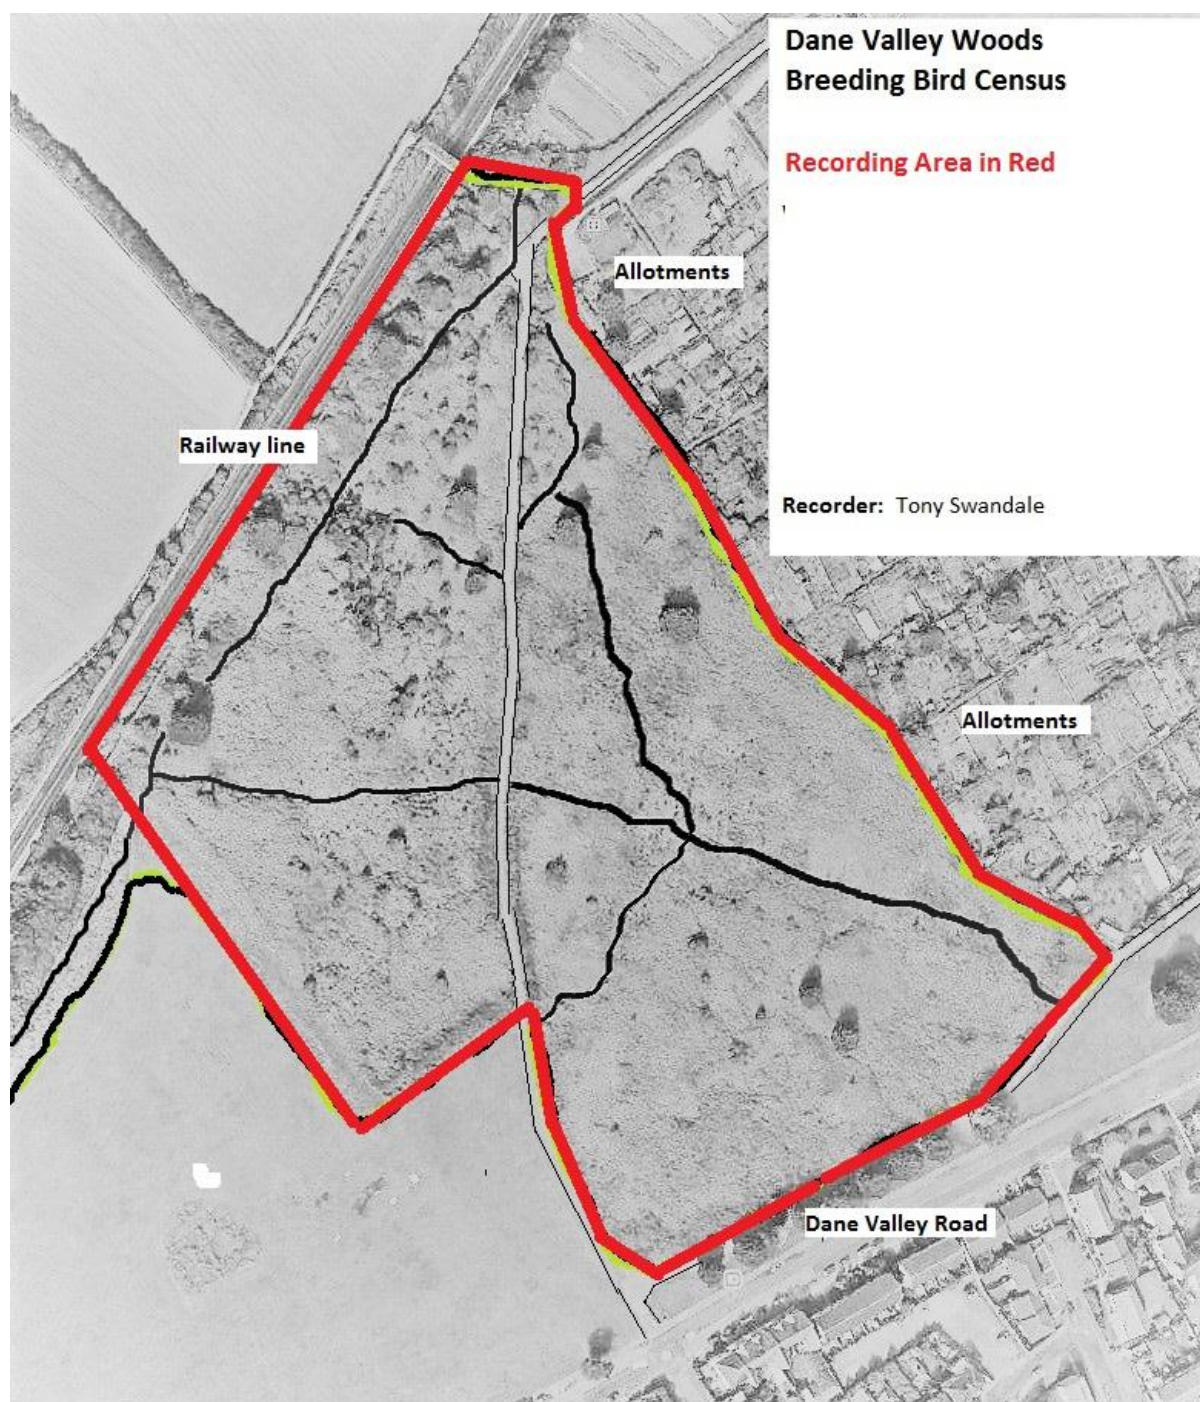 Dane Valley Woods
Breeding Bird Census
Recording Area in Red
Allotments
Railway line
Recorder: Tony Swandale
Allotments
Dane Valley Road